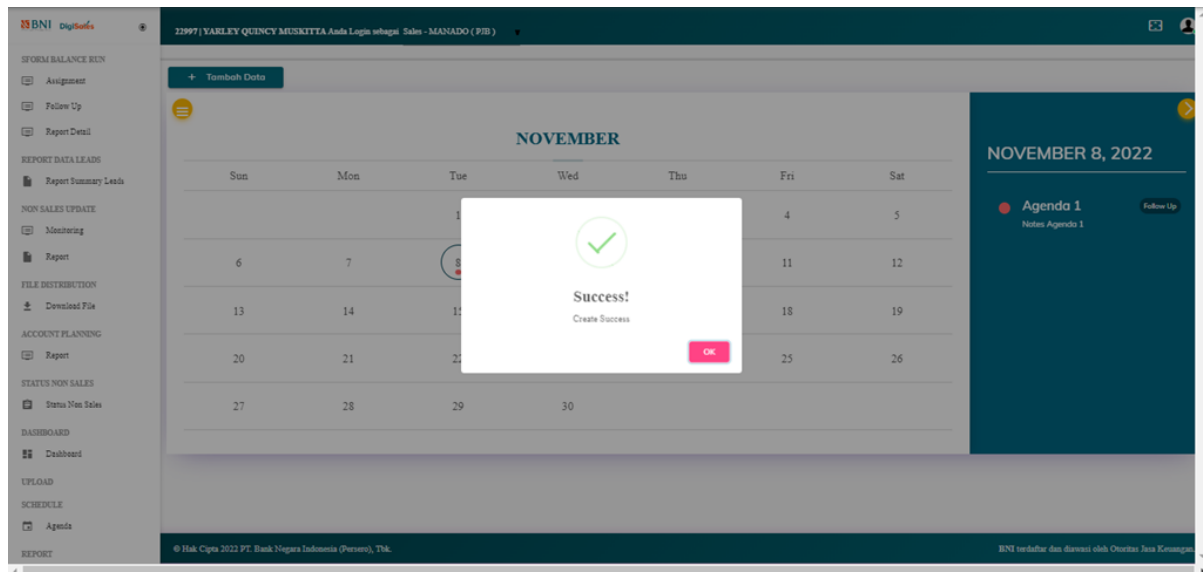 BNI DigiSales
22997 | YARLEY QUINCY MUSKITTA Anda Login sebagai Sales - MANADO ( PJB )
SFORM BALANCE RUN
Assignment
Follow Up
Report Detail
REPORT DATA LEADS
Report Summary Leads
NON SALES UPDATE
Monitoring
Report
FILE DISTRIBUTION
Download File
ACCOUNT PLANNING
Report
STATUS NON SALES
Status Non Sales
DASHBOARD
Dashboard
UPLOAD
SCHEDULE
Agenda
REPORT
+ Tambah Data
NOVEMBER
Sun Mon Tue Wed Thu Fri Sat
1 4 5
6 7 8 11 12
13 14 15 18 19
20 21 22 25 26
27 28 29 30
Success!
Create Success
OK
NOVEMBER 8, 2022
Agenda 1 Follow Up
Notes Agenda 1
© Hak Cipta 2022 PT. Bank Negara Indonesia (Persero), Tbk.
BNI terdaftar dan diawasi oleh Otoritas Jasa Keuangan.